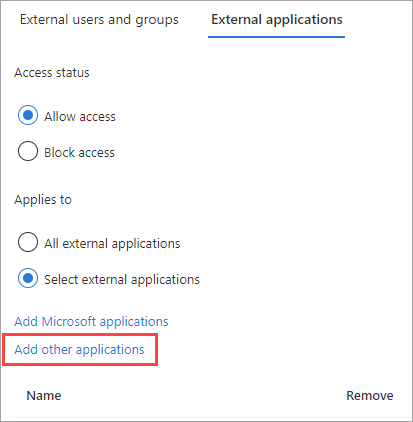 External users and groups External applications
Access status
Allow access
Block access
Applies to
All external applications
Select external applications
Add Microsoft applications
Add other applications
Name Remove